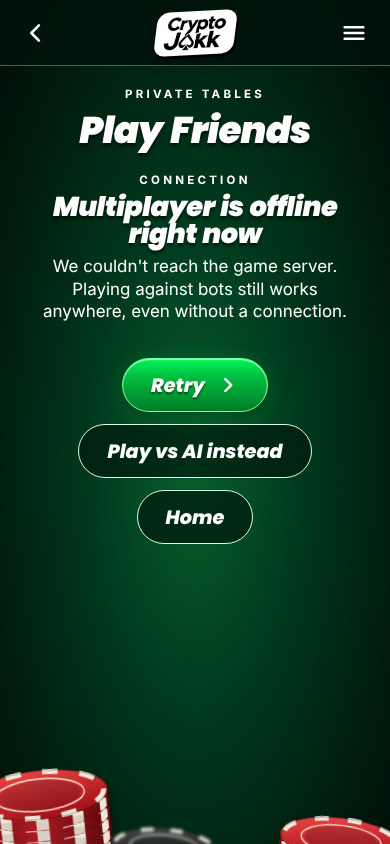 Crypto
Jokk
PRIVATE TABLES
Play Friends
CONNECTION
Multiplayer is offline
right now
We couldn't reach the game server.
Playing against bots still works
anywhere, even without a connection.
Retry
Play vs AI instead
Home